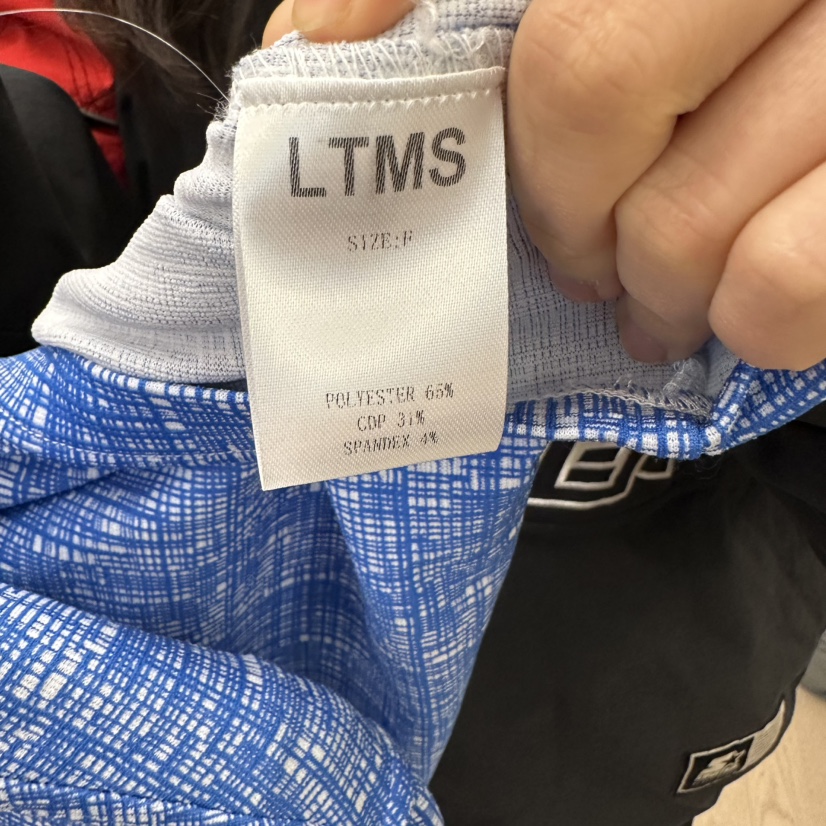 LTMS
SIZE:F
POLYESTER 65%
CDP 31%
SPANDEX 4%